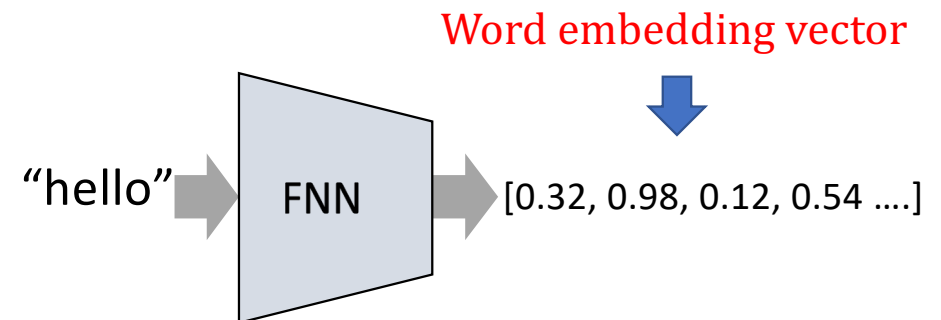 Word embedding vector
“hello”
FNN
[0.32, 0.98, 0.12, 0.54 ….]